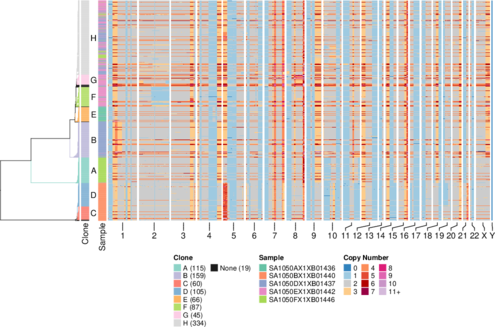 H
G
F
E
B
A
D
C
Clone
Sample
1 2 3 4 5 6 7 8 9 10 11 12 13 14 15 16 17 18 19 20 21 22 X Y
Clone Sample Copy Number
A (115) None (19) SA1050AX1XB01436 0 4 8
B (159) SA1050BX1XB01440 1 5 9
C (60) SA1050DX1XB01437 2 6 10
D (105) SA1050EX1XB01442 3 7 11+
E (66) SA1050FX1XB01446
F (87)
G (45)
H (334)